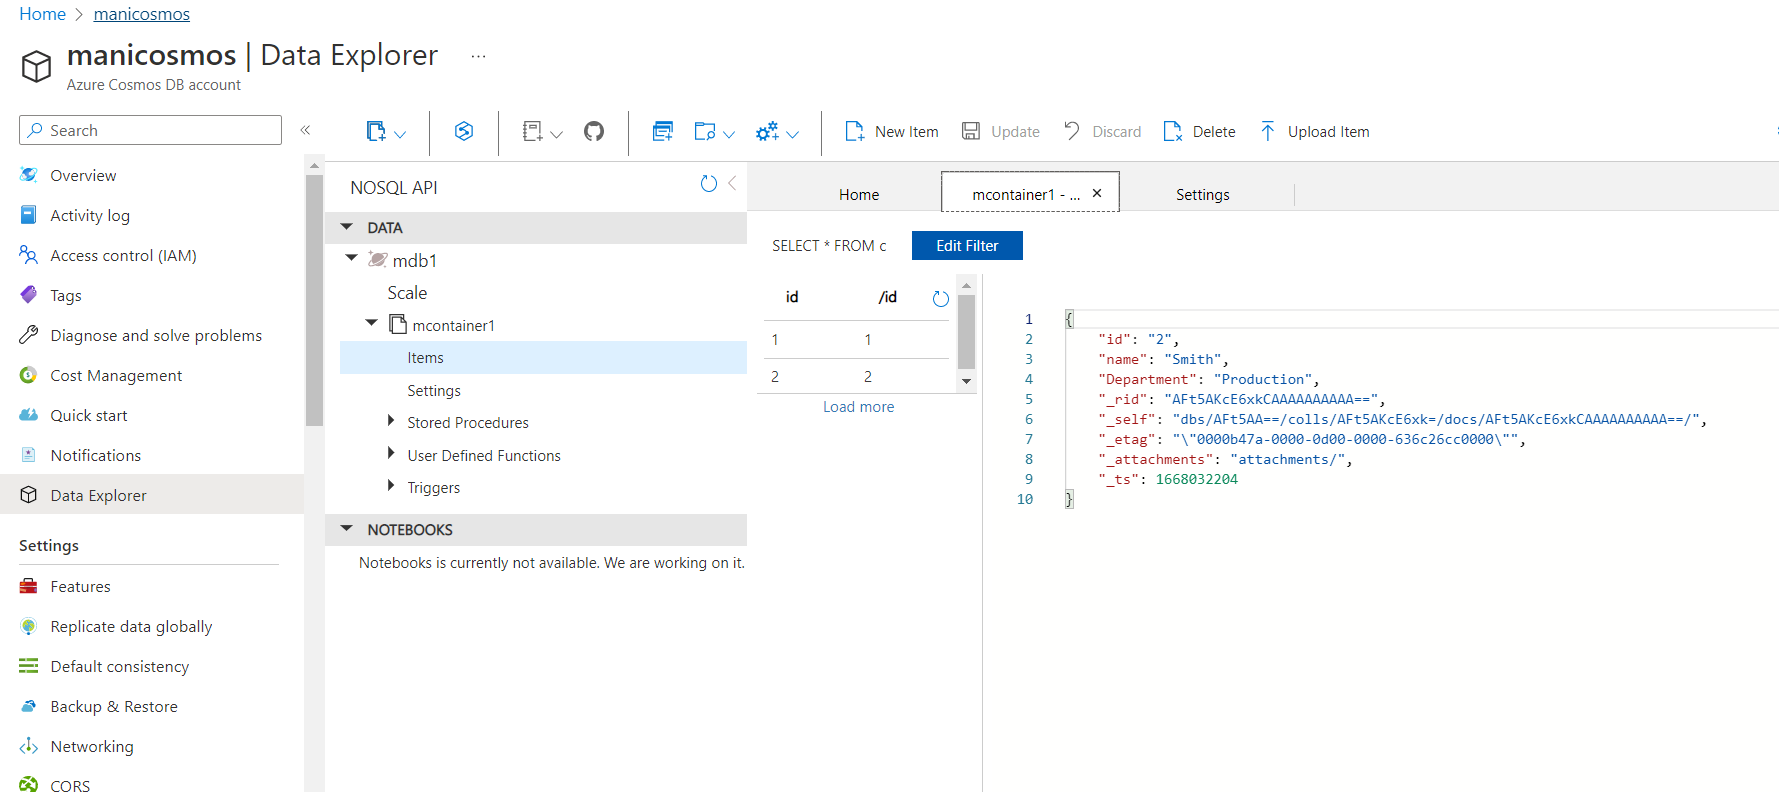 Home > manicosmos
manicosmos | Data Explorer ...
Azure Cosmos DB account
Search «
New Item Update Discard Delete Upload Item
Overview
Activity log
Access control (IAM)
Tags
Diagnose and solve problems
Cost Management
Quick start
Notifications
Data Explorer
Settings
Features
Replicate data globally
Default consistency
Backup & Restore
Networking
CORS
NOSQL API
DATA
mdb1
Scale
mcontainer1
Items
Settings
Stored Procedures
User Defined Functions
Triggers
NOTEBOOKS
Notebooks is currently not available. We are working on it.
Home mcontainer1 - ... × Settings
SELECT * FROM c Edit Filter
id /id
1 1
2 2
Load more
1 {
2 "id": "2",
3 "name": "Smith",
4 "Department": "Production",
5 "_rid": "AFt5AKcE6xkCAAAAAAAAAA==",
6 "_self": "dbs/AFt5AA==/colls/AFt5AKcE6xk=/docs/AFt5AKcE6xkCAAAAAAAAAA==/",
7 "_etag": "\"0000b47a-0000-0d00-0000-636c26cc0000\"",
8 "_attachments": "attachments/",
9 "_ts": 1668032204
10 }